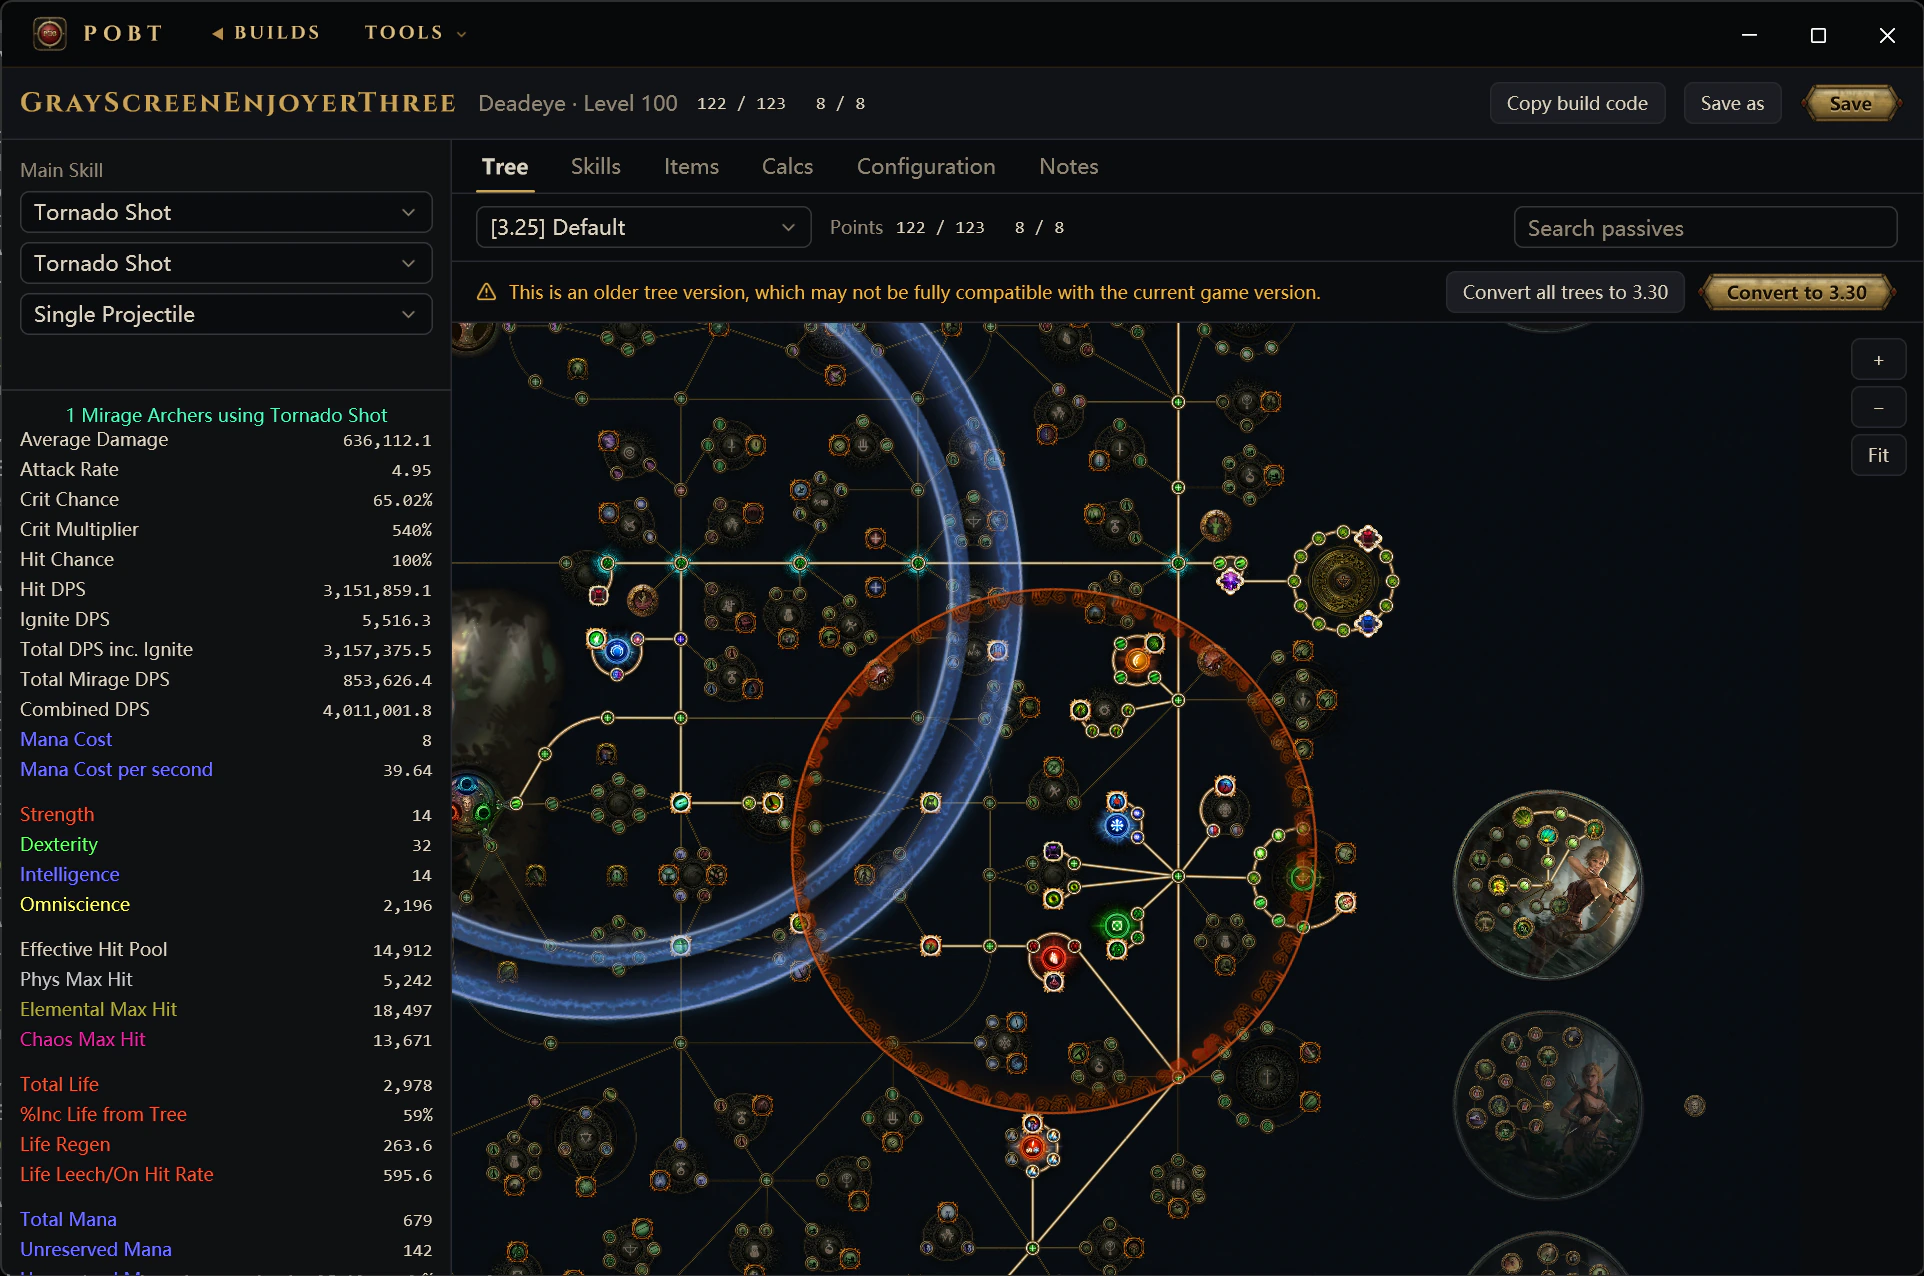 POBT
BUILDS
TOOLS
GrayScreenEnjoyerThree
Deadeye · Level 100
122 / 123
8 / 8
Copy build code
Save as
Save
Main Skill
Tornado Shot
Tornado Shot
Single Projectile
Tree
Skills
Items
Calcs
Configuration
Notes
[3.25] Default
Points 122 / 123 8 / 8
Search passives
This is an older tree version, which may not be fully compatible with the current game version.
Convert all trees to 3.30
Convert to 3.30
+
−
Fit
1 Mirage Archers using Tornado Shot
Average Damage 636,112.1
Attack Rate 4.95
Crit Chance 65.02%
Crit Multiplier 540%
Hit Chance 100%
Hit DPS 3,151,859.1
Ignite DPS 5,516.3
Total DPS inc. Ignite 3,157,375.5
Total Mirage DPS 853,626.4
Combined DPS 4,011,001.8
Mana Cost 8
Mana Cost per second 39.64
Strength 14
Dexterity 32
Intelligence 14
Omniscience 2,196
Effective Hit Pool 14,912
Phys Max Hit 5,242
Elemental Max Hit 18,497
Chaos Max Hit 13,671
Total Life 2,978
%Inc Life from Tree 59%
Life Regen 263.6
Life Leech/On Hit Rate 595.6
Total Mana 679
Unreserved Mana 142